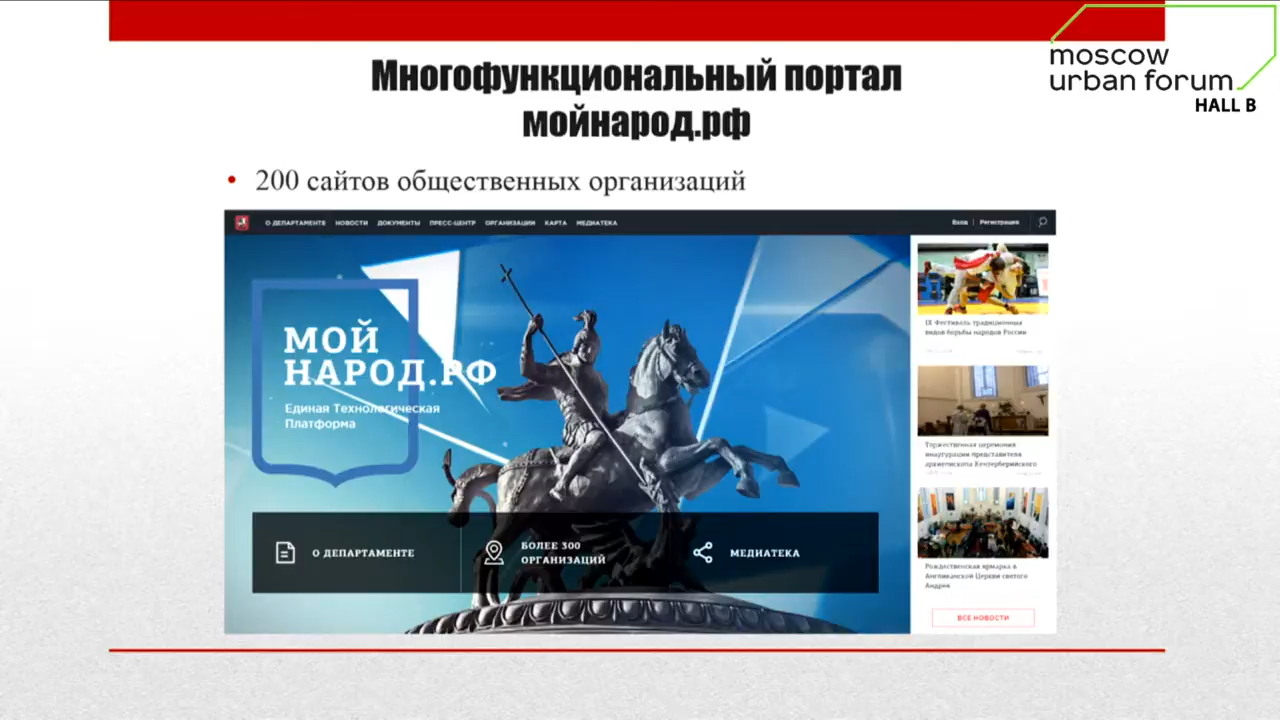 moscow
urban forum
HALL B
Многофункциональный портал
мойнарод.рф
• 200 сайтов общественных организаций
О ДЕПАРТАМЕНТЕ НОВОСТИ ДОКУМЕНТЫ ПРЕСС-ЦЕНТР ОРГАНИЗАЦИИ КАРТА МЕДИАТЕКА
Вход | Регистрация
МОЙ
НАРОД.РФ
Единая Технологическая
Платформа
О ДЕПАРТАМЕНТЕ
БОЛЕЕ 300
ОРГАНИЗАЦИЙ
МЕДИАТЕКА
IX Фестиваль традиционных
видов борьбы народов России
Торжественная церемония
инаугурации представителя
архиепископа Кентерберийского
Рождественская ярмарка в
Англиканской Церкви святого
Андрея
ВСЕ НОВОСТИ